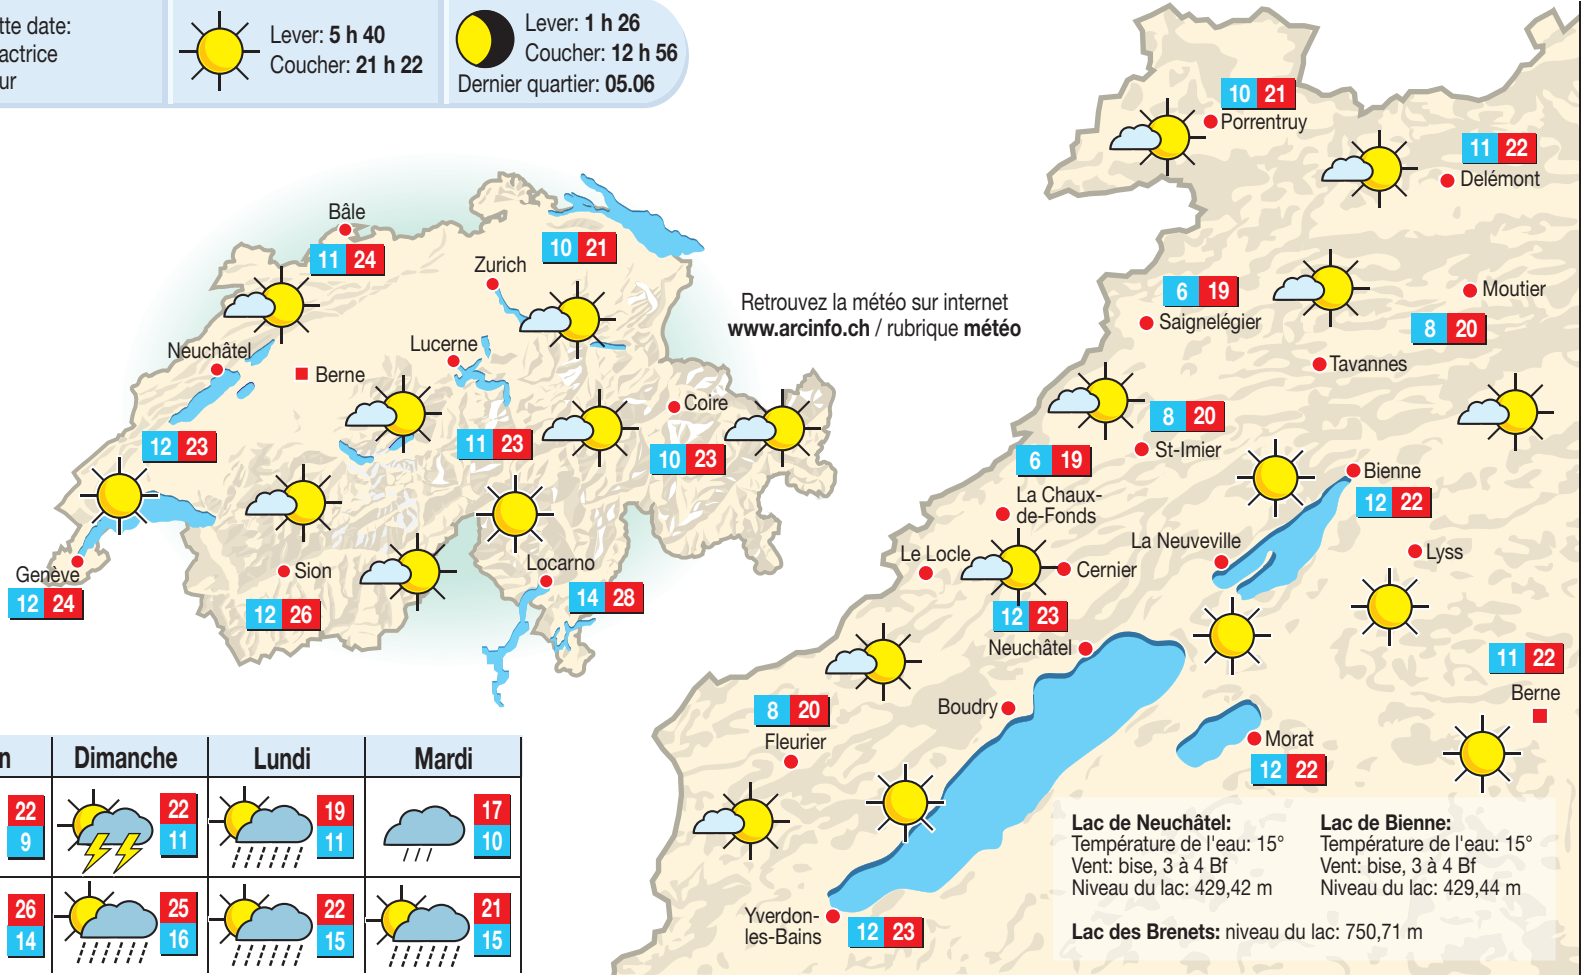 tte date:
actrice
ur
Lever: 5 h 40
Coucher: 21 h 22
Lever: 1 h 26
Coucher: 12 h 56
Dernier quartier: 05.06
Bâle
11 24
10 21
Zurich
Neuchâtel
Lucerne
Berne
Coire
12 23
11 23
10 23
Genève
12 24
Sion
12 26
Locarno
14 28
Retrouvez la météo sur internet
www.arcinfo.ch / rubrique météo
10 21
Porrentruy
11 22
Delémont
6 19
Saignelégier
Moutier
8 20
Tavannes
8 20
St-Imier
6 19
La Chaux-
de-Fonds
Bienne
12 22
La Neuveville
Lyss
Le Locle
Cernier
12 23
Neuchâtel
11 22
Berne
8 20
Fleurier
Boudry
Morat
12 22
Yverdon-
les-Bains
12 23
Lac de Neuchâtel:
Température de l'eau: 15°
Vent: bise, 3 à 4 Bf
Niveau du lac: 429,42 m
Lac de Bienne:
Température de l'eau: 15°
Vent: bise, 3 à 4 Bf
Niveau du lac: 429,44 m
Lac des Brenets: niveau du lac: 750,71 m
n Dimanche Lundi Mardi
22 22 19 17
9 11 11 10
26 25 22 21
14 16 15 15